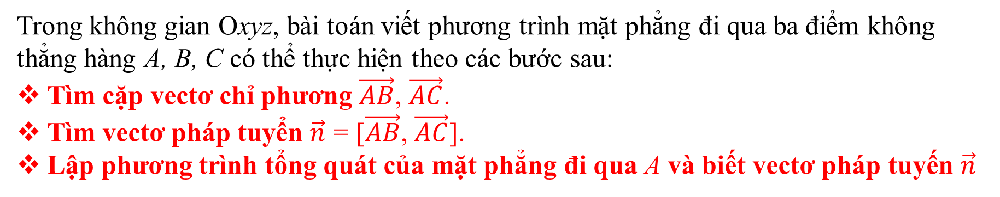 Trong không gian Oxyz, bài toán viết phương trình mặt phẳng đi qua ba điểm không
thẳng hàng A, B, C có thể thực hiện theo các bước sau:
❖ Tìm cặp vectơ chỉ phương $\overrightarrow{AB}$, $\overrightarrow{AC}$.
❖ Tìm vectơ pháp tuyển $\vec{n}$ = [$\overrightarrow{AB}$, $\overrightarrow{AC}$].
❖ Lập phương trình tổng quát của mặt phẳng đi qua A và biết vectơ pháp tuyến $\vec{n}$